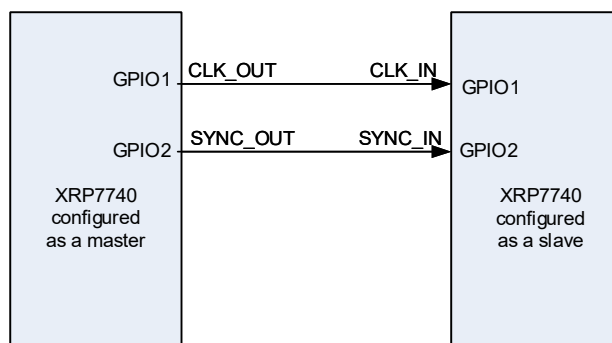 CLK_OUT CLK_IN
GPIO1 GPIO1
SYNC_OUT SYNC_IN
GPIO2 GPIO2
XRP7740
configured
as a master
XRP7740
configured
as a slave